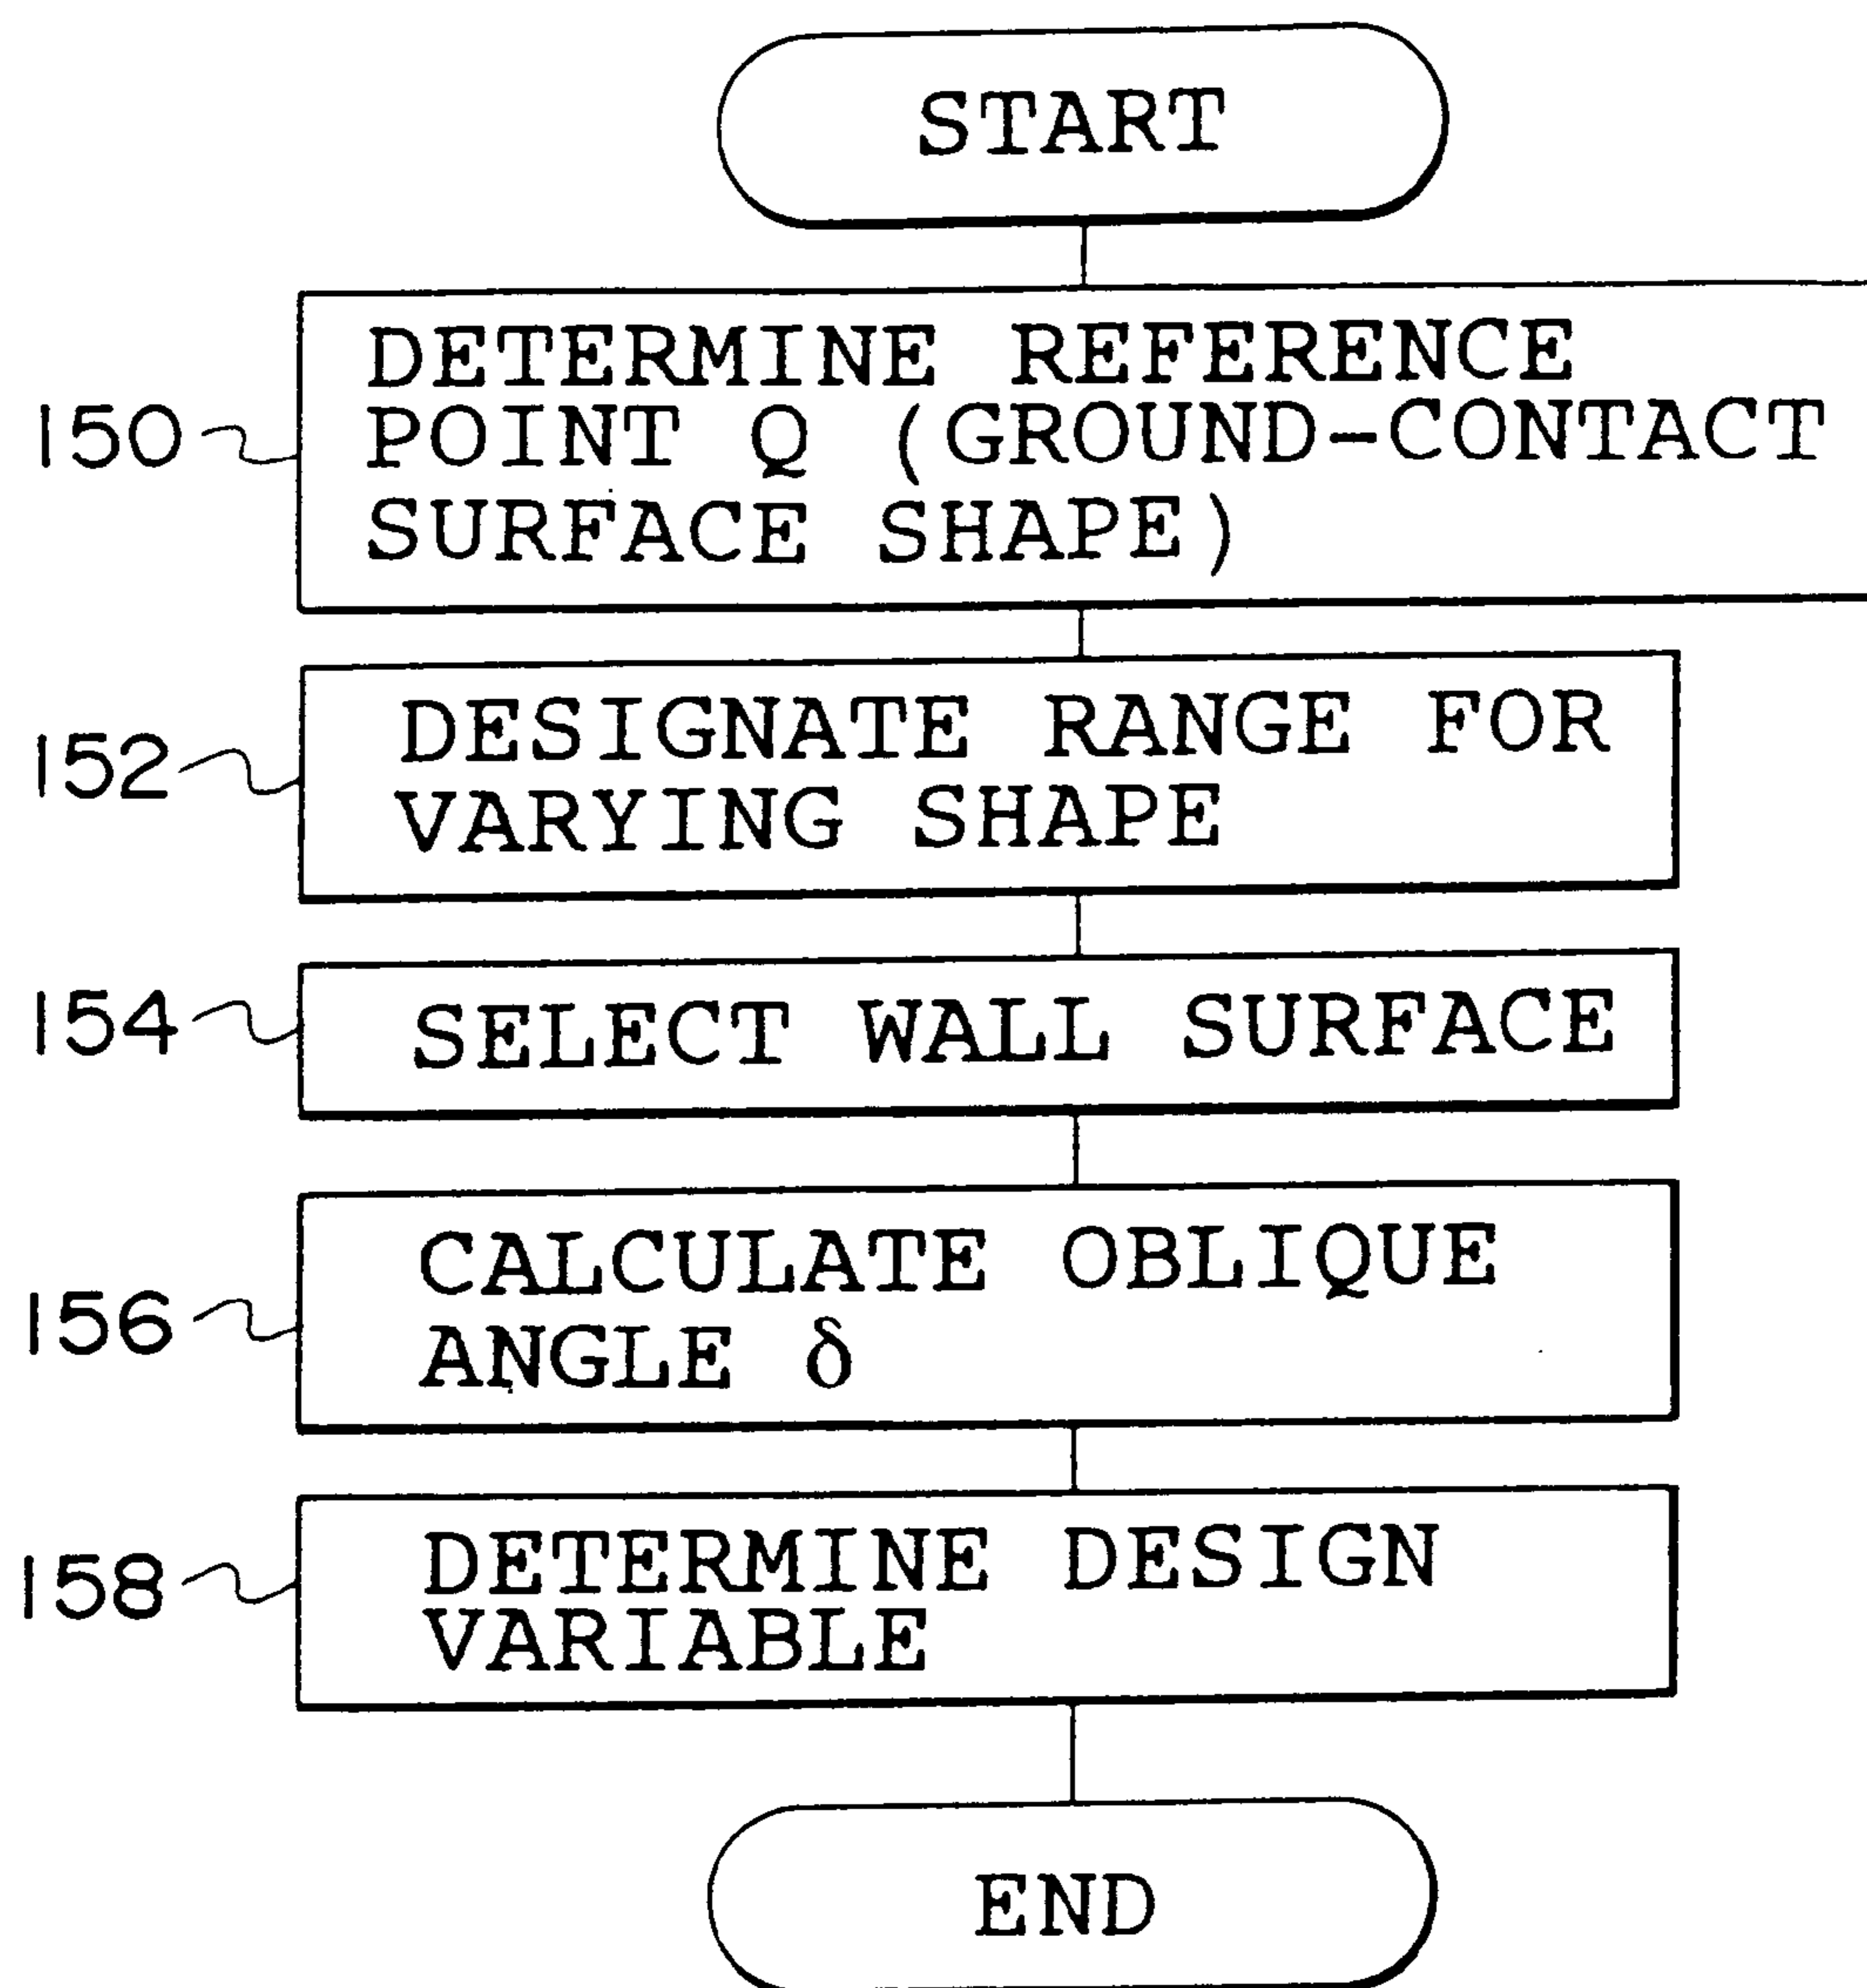 START
DETERMINE REFERENCE
150
POINT Q (GROUND-CONTACT
SURFACE SHAPE)
DESIGNATE RANGE FOR
152
VARYING SHAPE
154
SELECT WALL SURFACE
CALCULATE OBLIQUE
156
ANGLE δ
DETERMINE DESIGN
158
VARIABLE
END